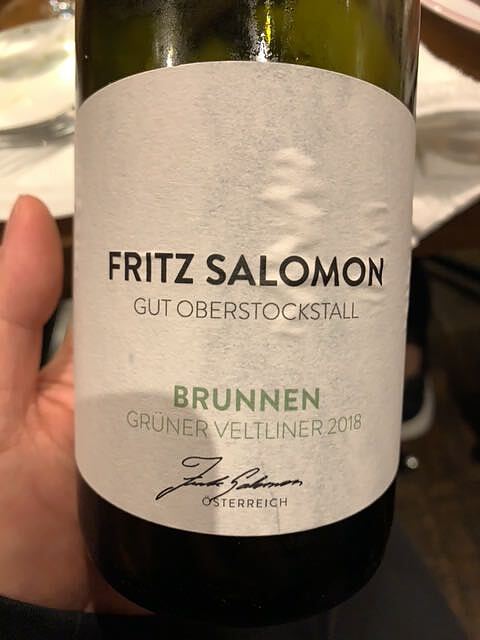 FRITZ SALOMON
GUT OBERSTOCKSTALL
BRUNNEN
GRÜNER VELTLINER 2018
Fritz Salomon
ÖSTERREICH